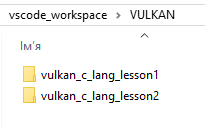 vscode_workspace > VULKAN
Ім'я
vulkan_c_lang_lesson1
vulkan_c_lang_lesson2